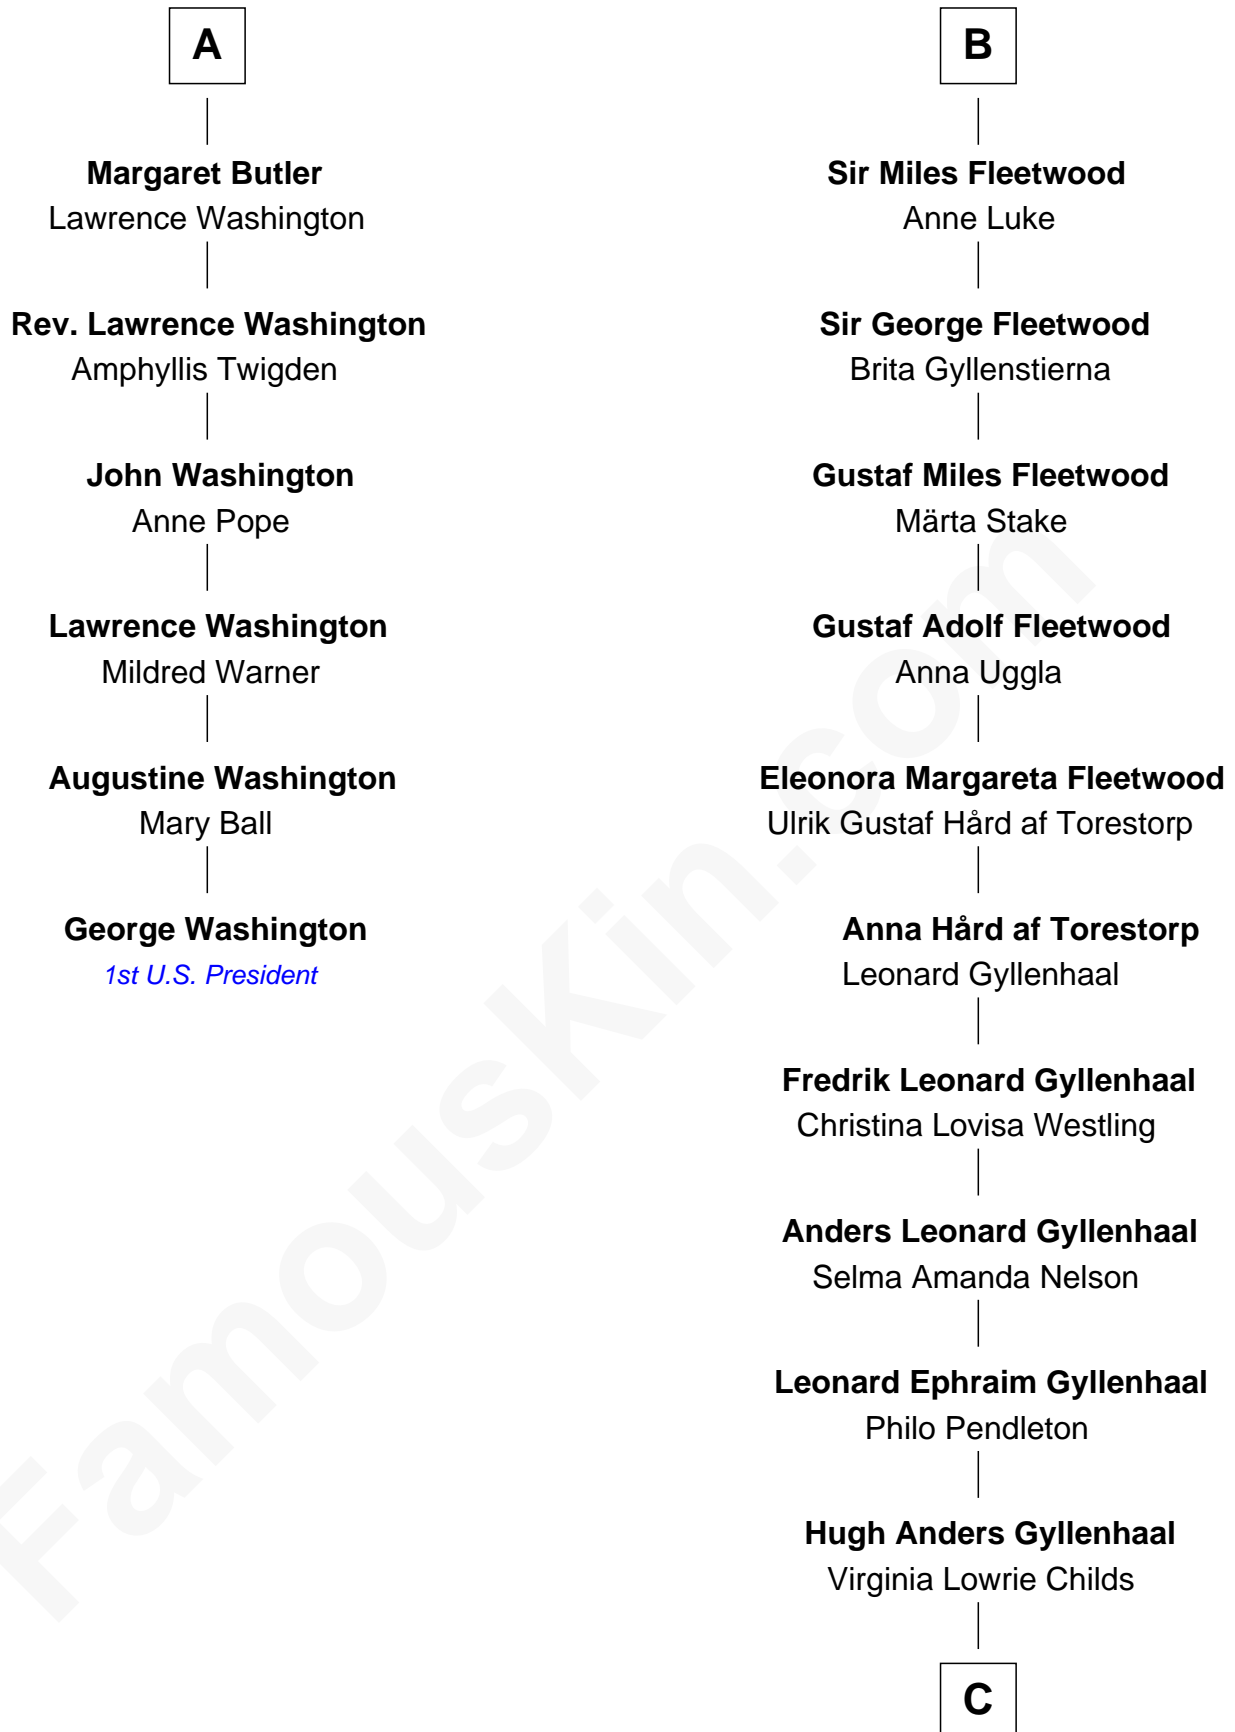 A
Margaret Butler
Lawrence Washington
Rev. Lawrence Washington
Amphyllis Twigden
John Washington
Anne Pope
Lawrence Washington
Mildred Warner
Augustine Washington
Mary Ball
George Washington
1st U.S. President
B
Sir Miles Fleetwood
Anne Luke
Sir George Fleetwood
Brita Gyllenstierna
Gustaf Miles Fleetwood
Märta Stake
Gustaf Adolf Fleetwood
Anna Uggla
Eleonora Margareta Fleetwood
Ulrik Gustaf Hård af Torestorp
Anna Hård af Torestorp
Leonard Gyllenhaal
Fredrik Leonard Gyllenhaal
Christina Lovisa Westling
Anders Leonard Gyllenhaal
Selma Amanda Nelson
Leonard Ephraim Gyllenhaal
Philo Pendleton
Hugh Anders Gyllenhaal
Virginia Lowrie Childs
C
FamousKin.com